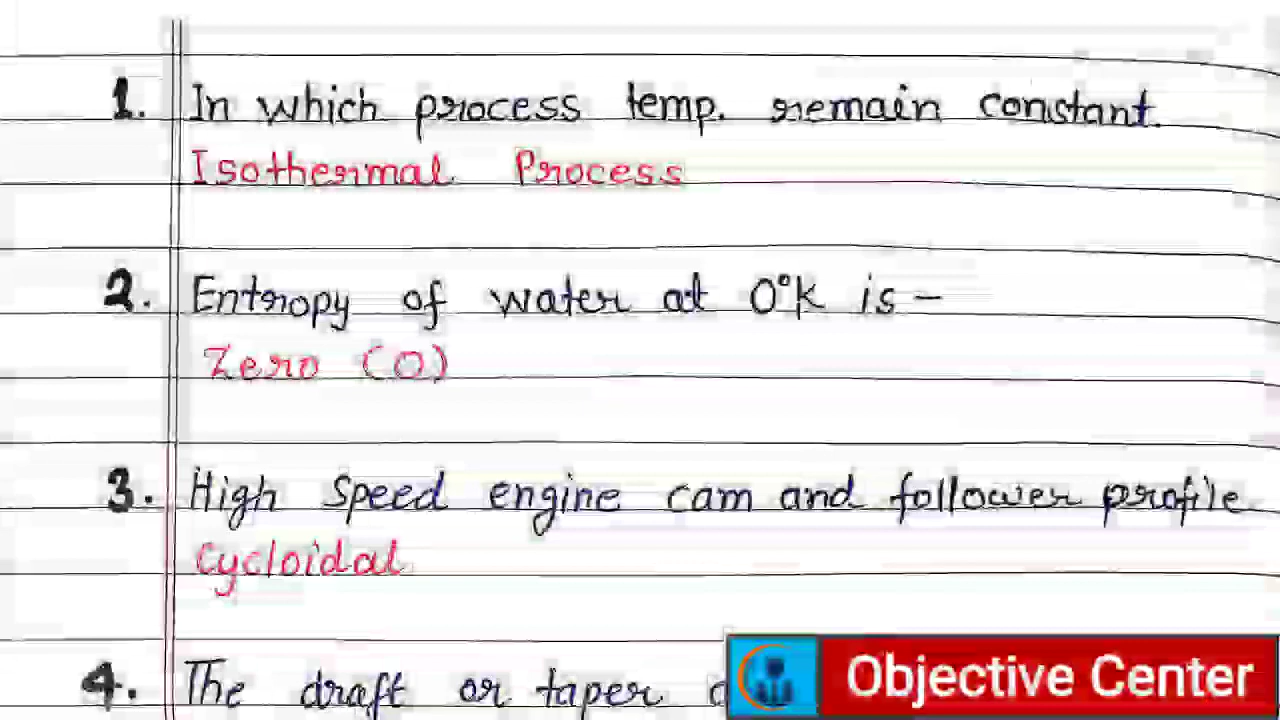 1. In which process temp. remain constant.
Isothermal Process
2. Entropy of water at 0°K is –
Zero (0)
3. High Speed engine cam and follower profile.
Cycloidal
4. The draft or taper
Objective Center